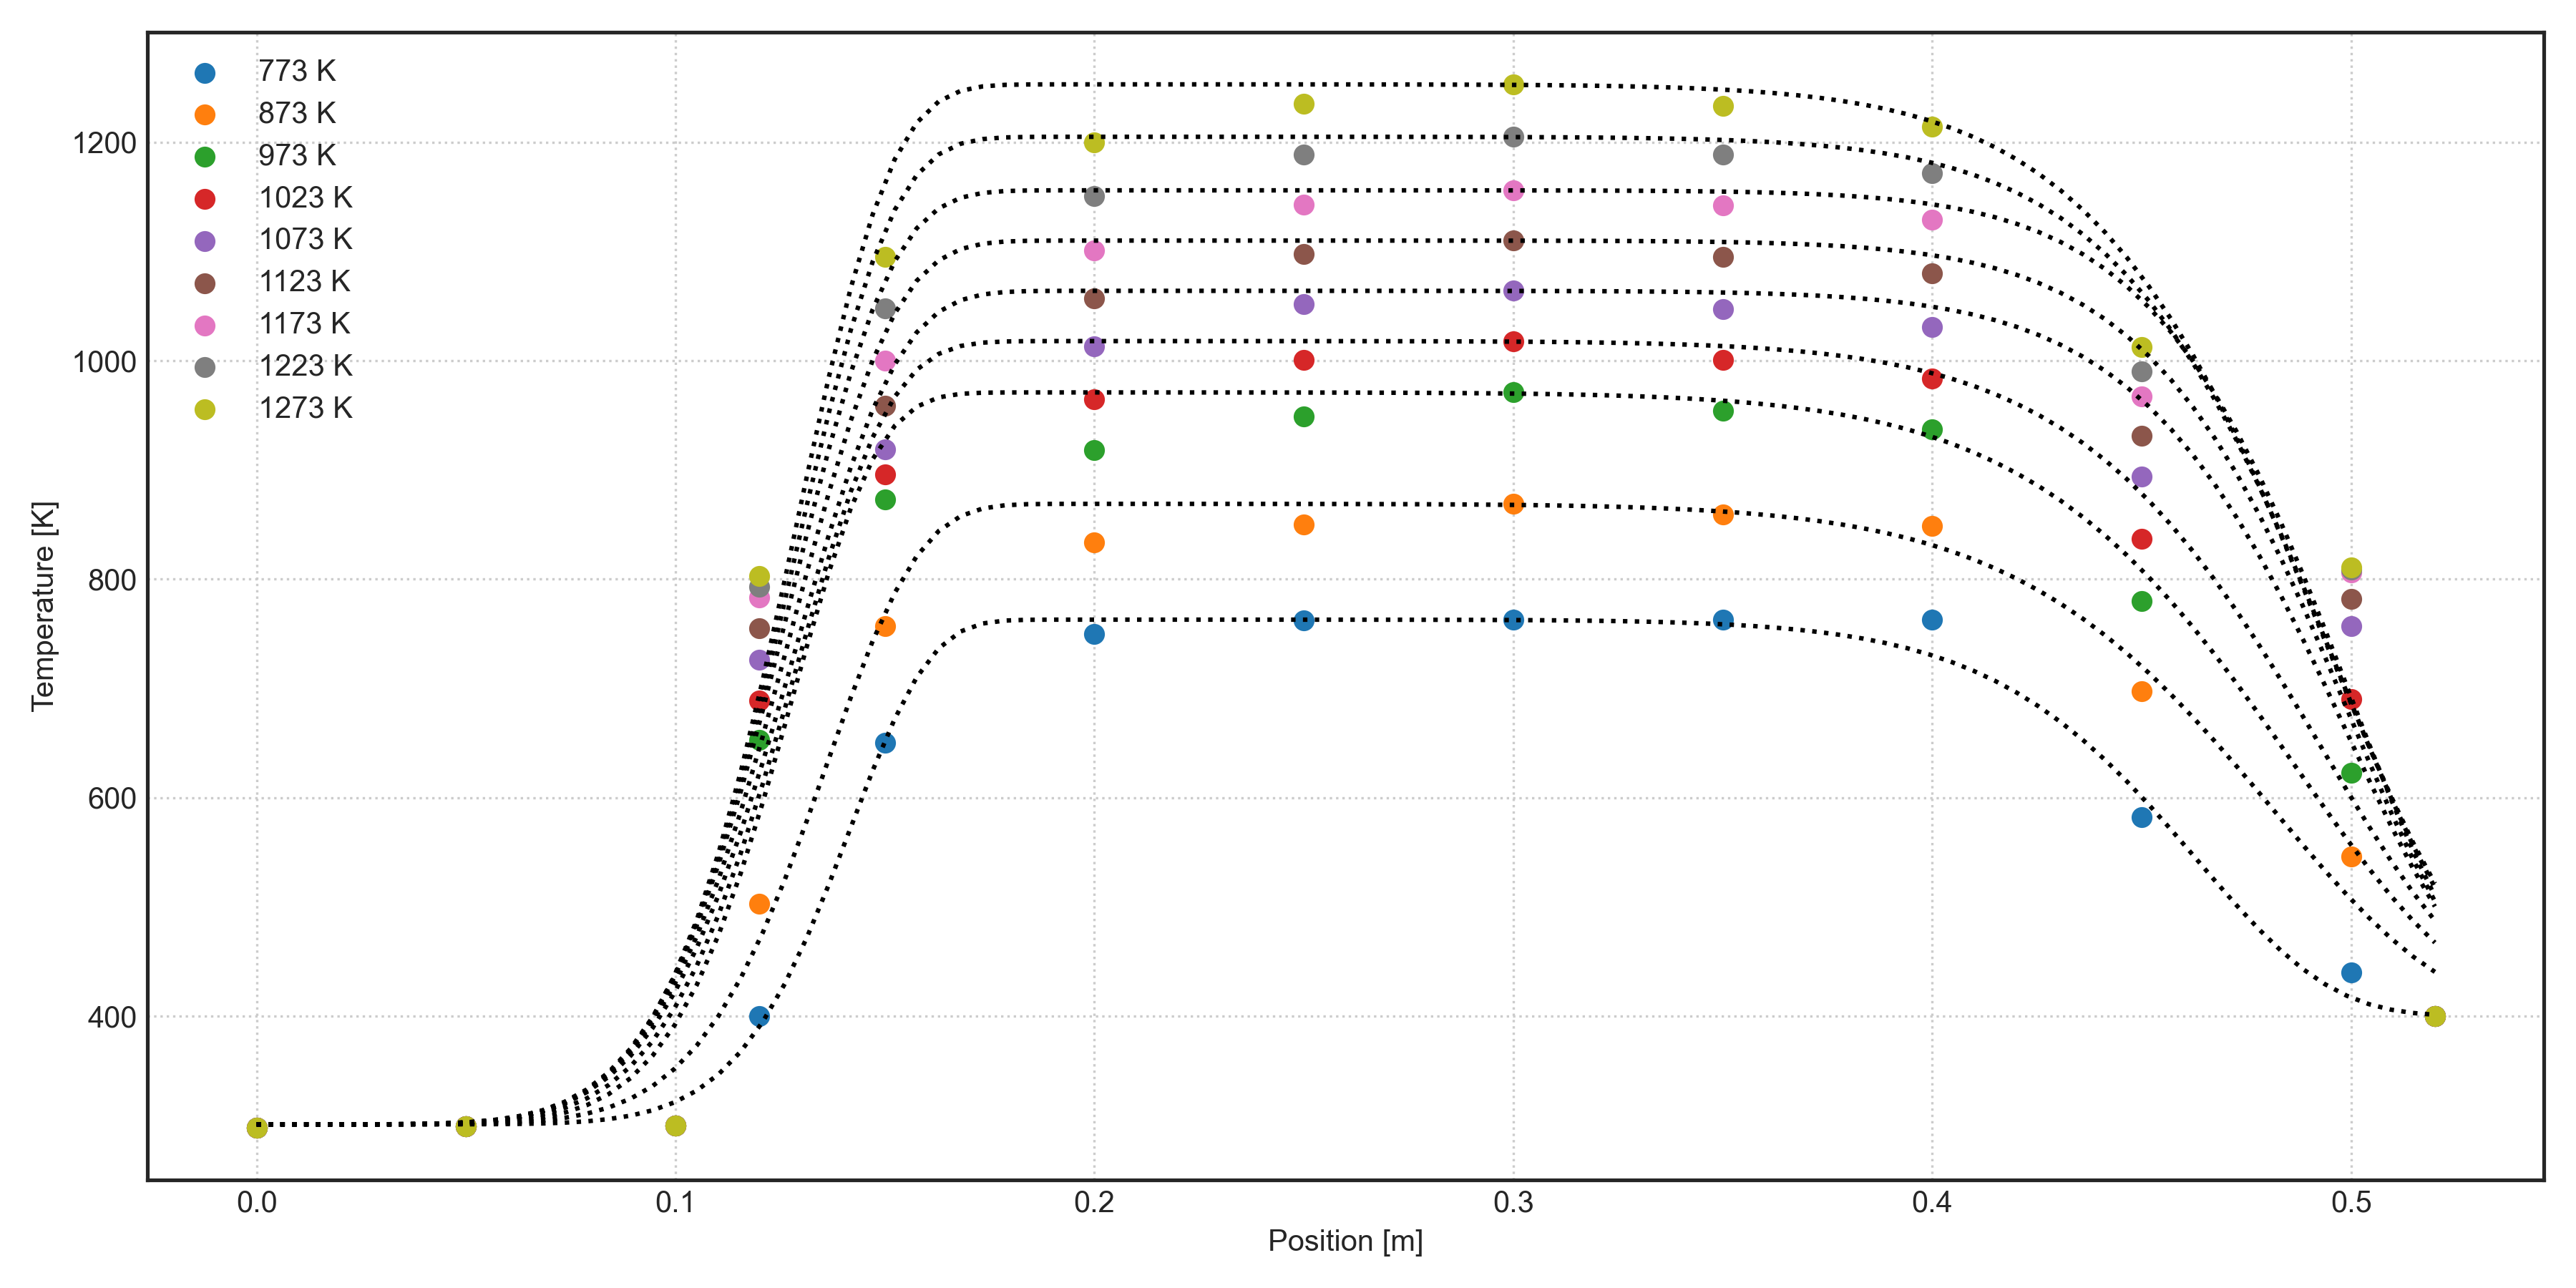 773 K
873 K
973 K
1023 K
1073 K
1123 K
1173 K
1223 K
1273 K
1200
1000
800
600
400
Temperature [K]
0.0 0.1 0.2 0.3 0.4 0.5
Position [m]